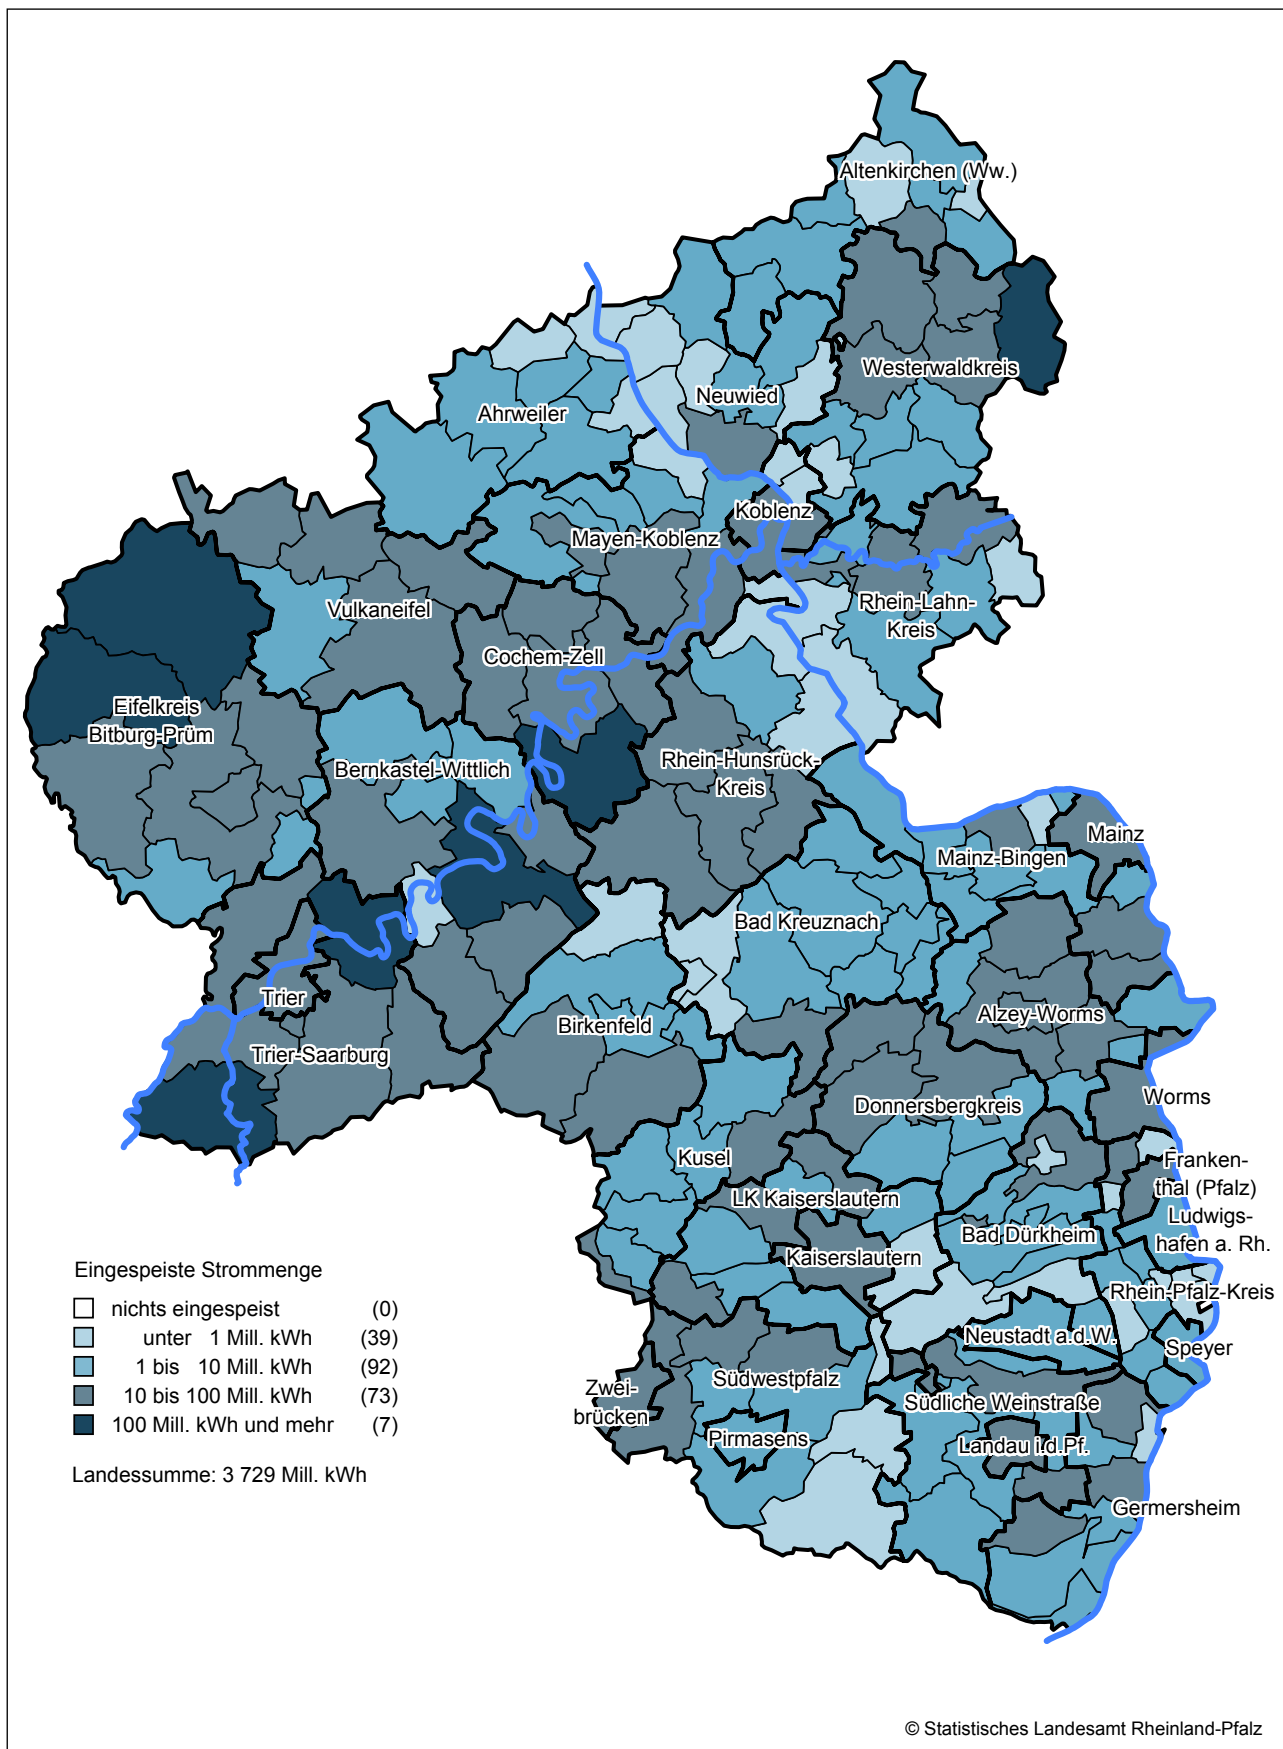 Altenkirchen (Ww.)
Westerwaldkreis
Neuwied
Ahrweiler
Koblenz
Mayen-Koblenz
Rhein-Lahn-
Kreis
Vulkaneifel
Cochem-Zell
Eifelkreis
Bitburg-Prüm
Bernkastel-Wittlich
Rhein-Hunsrück-
Kreis
Mainz
Mainz-Bingen
Bad Kreuznach
Trier
Alzey-Worms
Birkenfeld
Trier-Saarburg
Worms
Donnersbergkreis
Kusel
Franken-
thal (Pfalz)
LK Kaiserslautern
Ludwigs-
hafen a. Rh.
Bad Dürkheim
Kaiserslautern
Rhein-Pfalz-Kreis
Neustadt a.d.W.
Speyer
Südwestpfalz
Zwei-
brücken
Südliche Weinstraße
Pirmasens
Landau i.d.Pf.
Germersheim
Eingespeiste Strommenge
nichts eingespeist (0)
unter 1 Mill. kWh (39)
1 bis 10 Mill. kWh (92)
10 bis 100 Mill. kWh (73)
100 Mill. kWh und mehr (7)
Landessumme: 3 729 Mill. kWh
© Statistisches Landesamt Rheinland-Pfalz